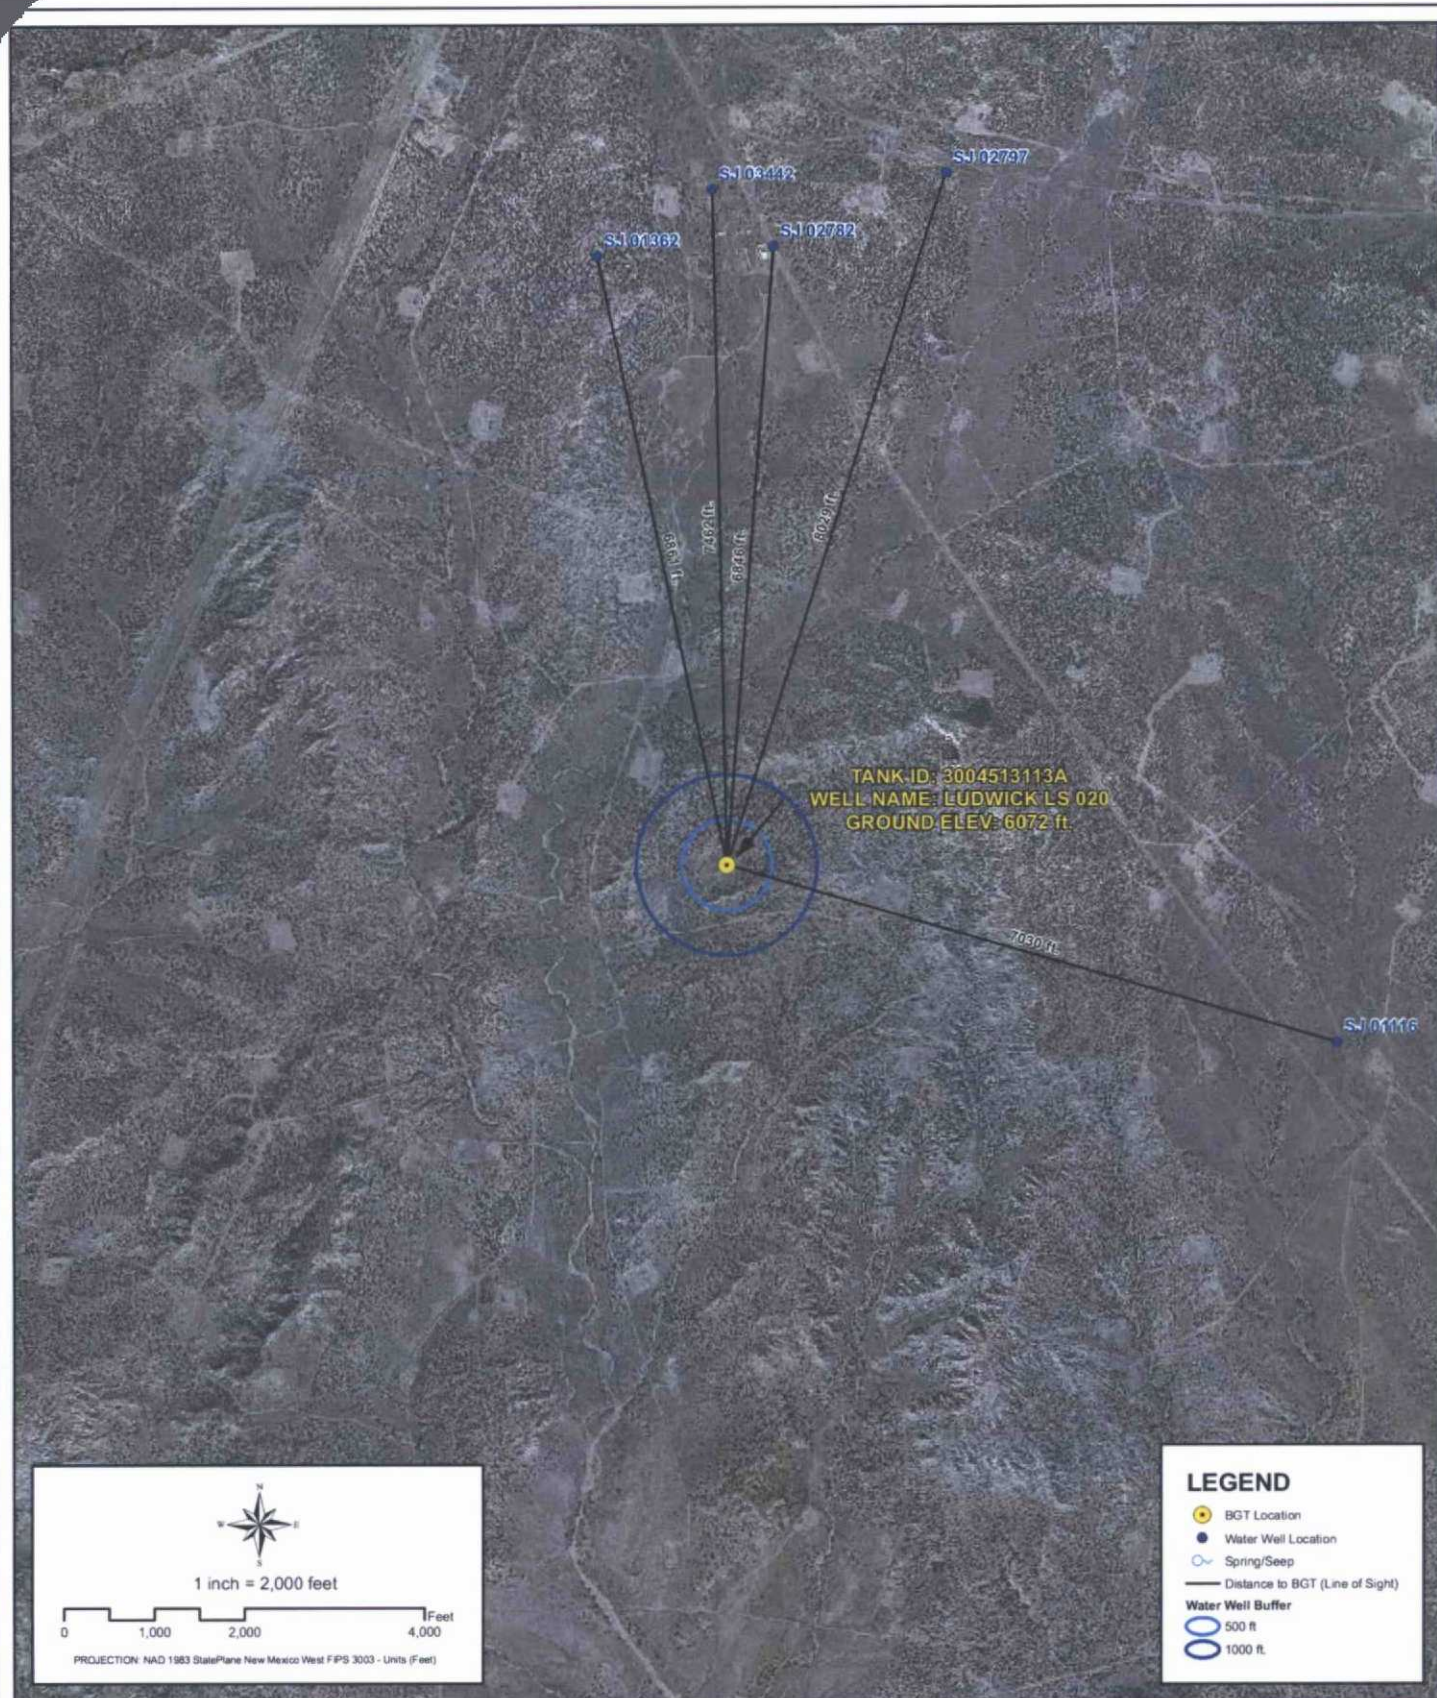 SJ 02797
SJ 03442
SJ 02782
SJ 01362
7462 ft.
8029 ft.
6846 ft.
TANK ID: 3004513113A
WELL NAME: LUDWICK LS 020
GROUND ELEV: 6072 ft.
7030 ft.
SJ 01116
N
W E
S
1 inch = 2,000 feet
Feet
0 1,000 2,000 4,000
PROJECTION: NAD 1983 StatePlane New Mexico West FIPS 3003 - Units (Feet)
LEGEND
BGT Location
Water Well Location
Spring/Seep
Distance to BGT (Line of Sight)
Water Well Buffer
500 ft
1000 ft.